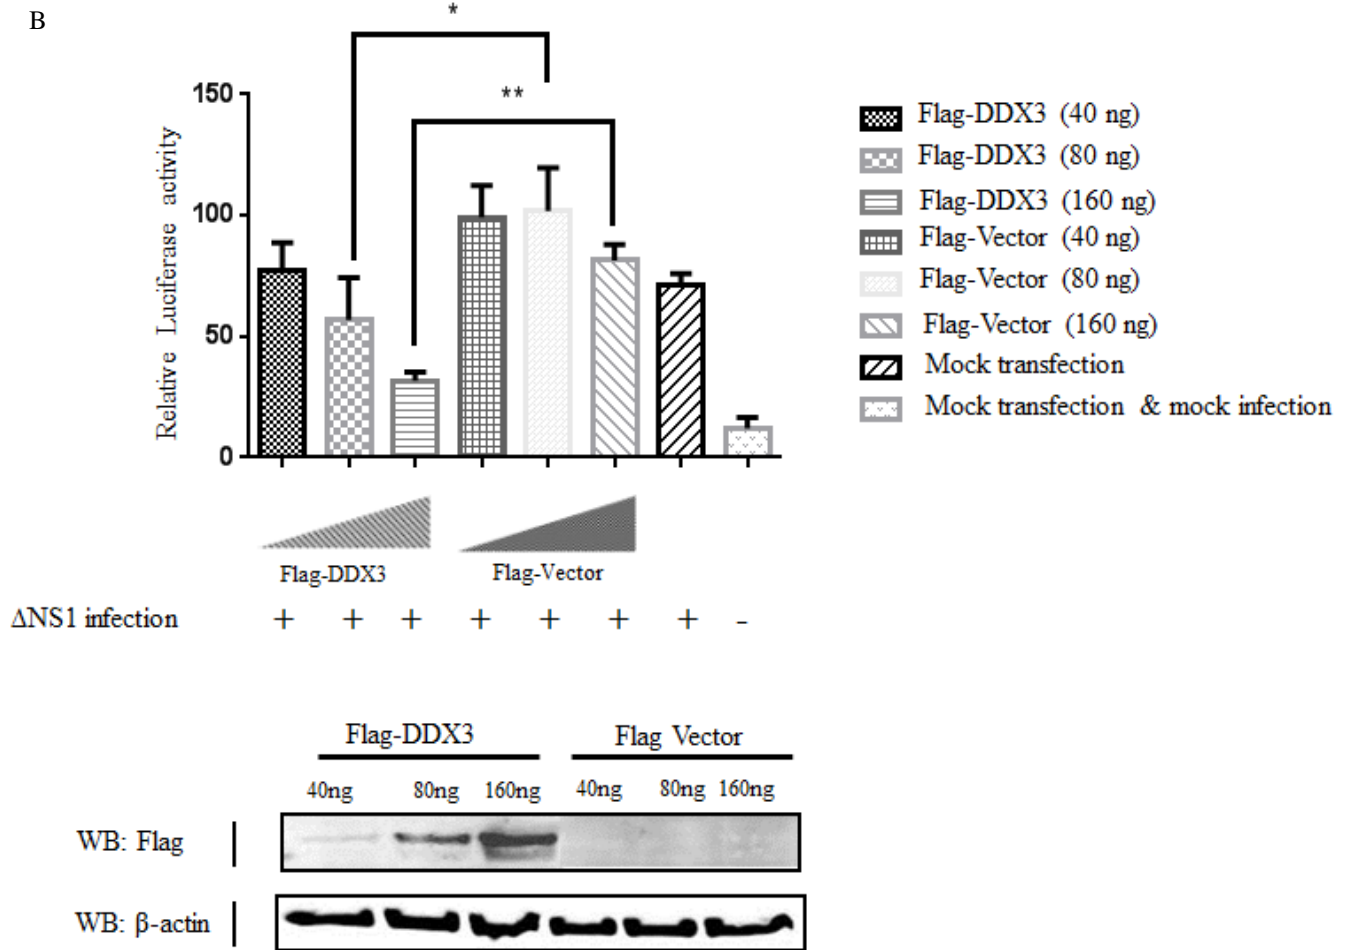 B
*
**
150
100
50
0
Relative Luciferase activity
Flag-DDX3 (40 ng)
Flag-DDX3 (80 ng)
Flag-DDX3 (160 ng)
Flag-Vector (40 ng)
Flag-Vector (80 ng)
Flag-Vector (160 ng)
Mock transfection
Mock transfection & mock infection
Flag-DDX3 Flag-Vector
ΔNS1 infection + + + + + + + -
Flag-DDX3 Flag Vector
40ng 80ng 160ng 40ng 80ng 160ng
WB: Flag
WB: β-actin